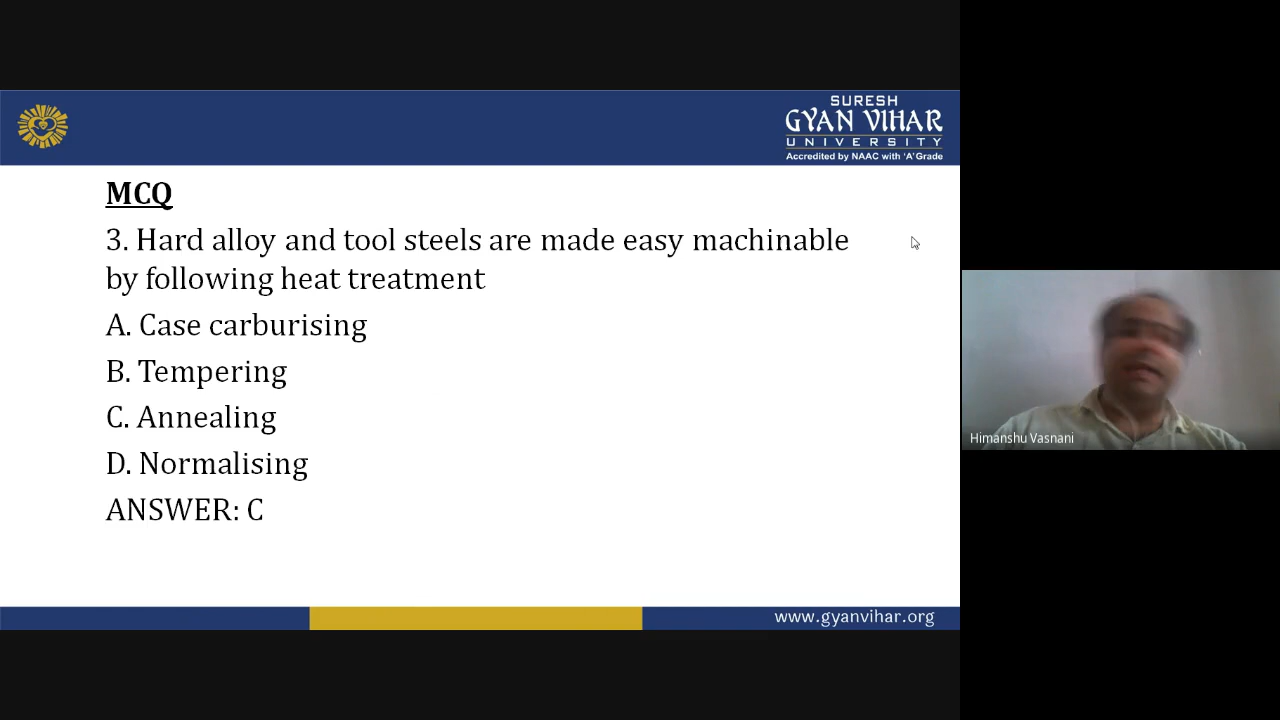 SURESH
GYAN VIHAR
UNIVERSITY
Accredited by NAAC with 'A' Grade
MCQ
3. Hard alloy and tool steels are made easy machinable
by following heat treatment
A. Case carburising
B. Tempering
C. Annealing
D. Normalising
ANSWER: C
Himanshu Vasnani
www.gyanvihar.org